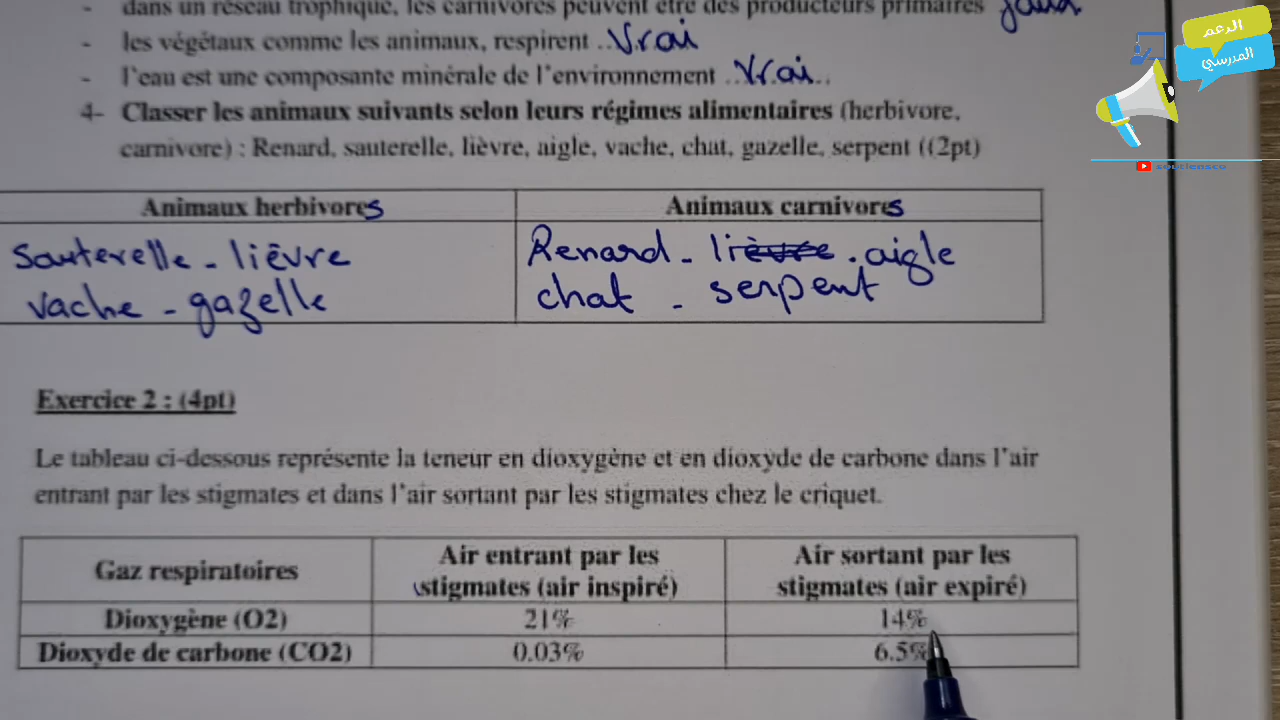 - dans un réseau trophique, les carnivores peuvent être des producteurs primaires faux
- les végétaux comme les animaux, respirent ..Vrai
- l'eau est une composante minérale de l'environnement ..Vrai..
4- Classer les animaux suivants selon leurs régimes alimentaires (herbivore,
carnivore) : Renard, sauterelle, lièvre, aigle, vache, chat, gazelle, serpent ((2pt)
Animaux herbivores Animaux carnivores
Sauterelle - lièvre Renard - lièvre . aigle
vache - gazelle chat - serpent
Exercice 2 : (4pt)
Le tableau ci-dessous représente la teneur en dioxygène et en dioxyde de carbone dans l'air
entrant par les stigmates et dans l'air sortant par les stigmates chez le criquet.
Gaz respiratoires Air entrant par les stigmates (air inspiré) Air sortant par les stigmates (air expiré)
Dioxygène (O2) 21% 14%
Dioxyde de carbone (CO2) 0.03% 6.5%
الدعم
المدرسي
soutiensco